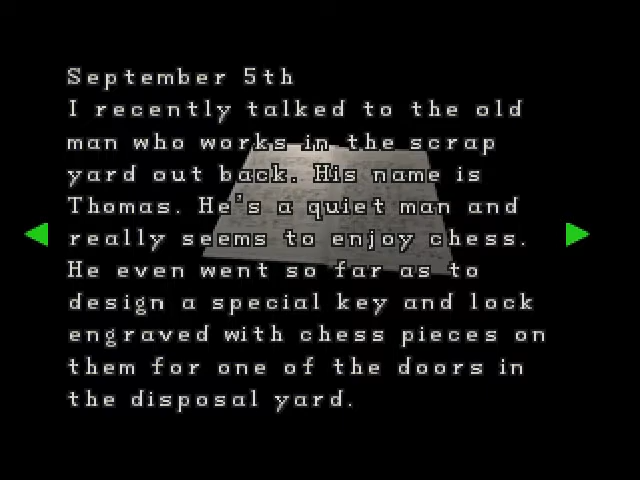 September 5th
I recently talked to the old
man who works in the scrap
yard out back. His name is
Thomas. He's a quiet man and
really seems to enjoy chess.
He even went so far as to
design a special key and lock
engraved with chess pieces on
them for one of the doors in
the disposal yard.